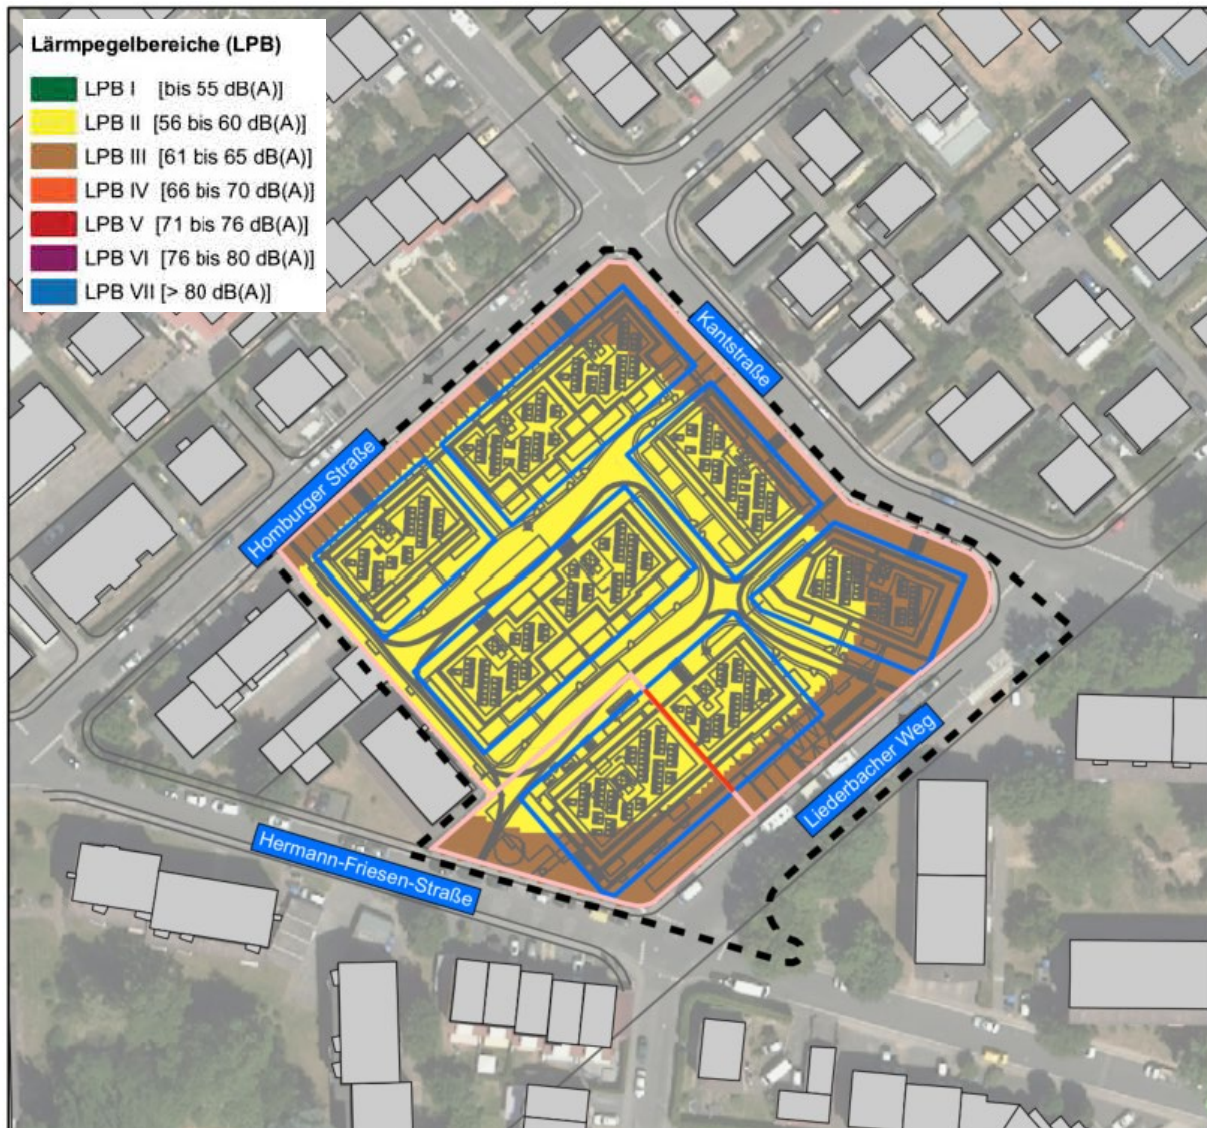 Lärmpegelbereiche (LPB)
LPB I [bis 55 dB(A)]
LPB II [56 bis 60 dB(A)]
LPB III [61 bis 65 dB(A)]
LPB IV [66 bis 70 dB(A)]
LPB V [71 bis 76 dB(A)]
LPB VI [76 bis 80 dB(A)]
LPB VII [> 80 dB(A)]
Kantstraße
Homburger Straße
Liederbacher Weg
Hermann-Friesen-Straße